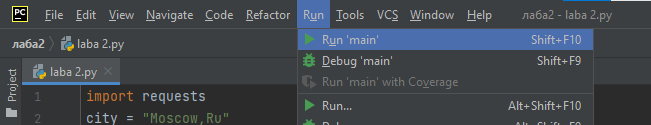 PC File Edit View Navigate Code Refactor Run Tools VCS Window Help лаба2 - laba 2.py
лаба2 laba 2.py
Run 'main' Shift+F10
Debug 'main' Shift+F9
Run 'main' with Coverage
Run... Alt+Shift+F10
Project
laba 2.py
1 import requests
2 city = "Moscow,Ru"